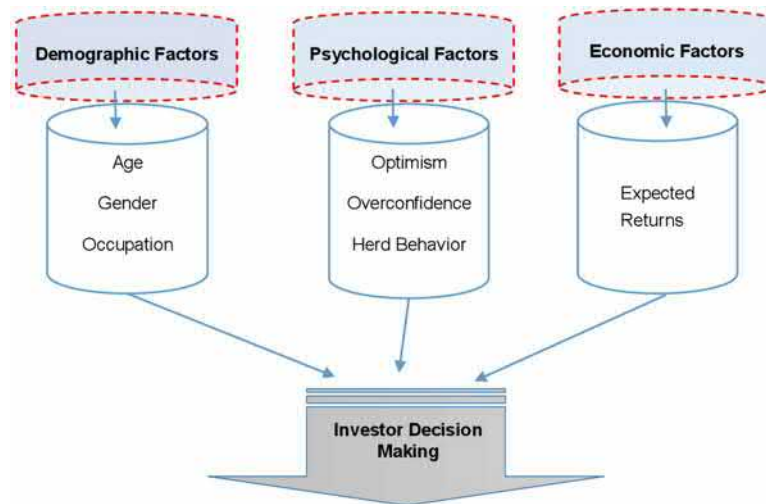 Demographic Factors
Psychological Factors
Economic Factors
Age
Gender
Occupation
Optimism
Overconfidence
Herd Behavior
Expected
Returns
Investor Decision
Making